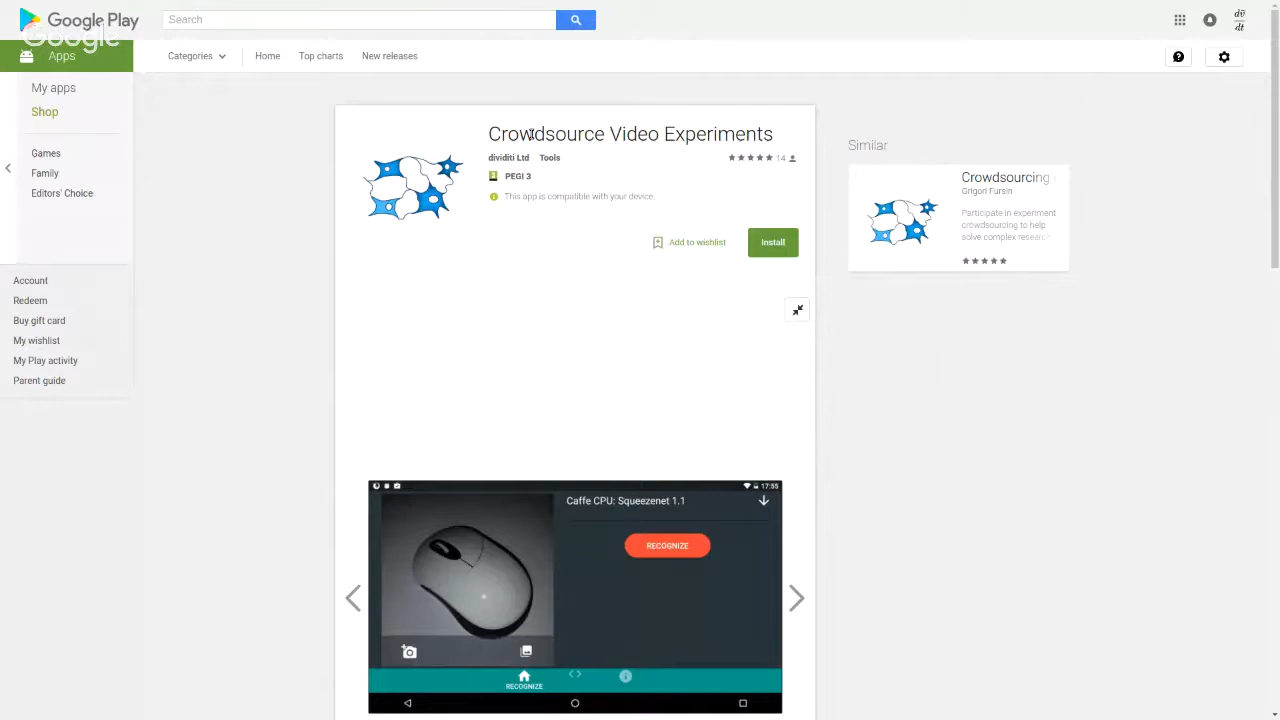 Google Play
Google
Search
dv̄
dt
Apps
Categories
Home
Top charts
New releases
My apps
Shop
Games
Family
Editors' Choice
Account
Redeem
Buy gift card
My wishlist
My Play activity
Parent guide
Crowdsource Video Experiments
dividiti Ltd Tools
14
PEGI 3
This app is compatible with your device.
Add to wishlist
Install
Similar
Crowdsourcing
Grigori Fursin
Participate in experiment
crowdsourcing to help
solve complex research
17:55
Caffe CPU: Squeezenet 1.1
RECOGNIZE
RECOGNIZE